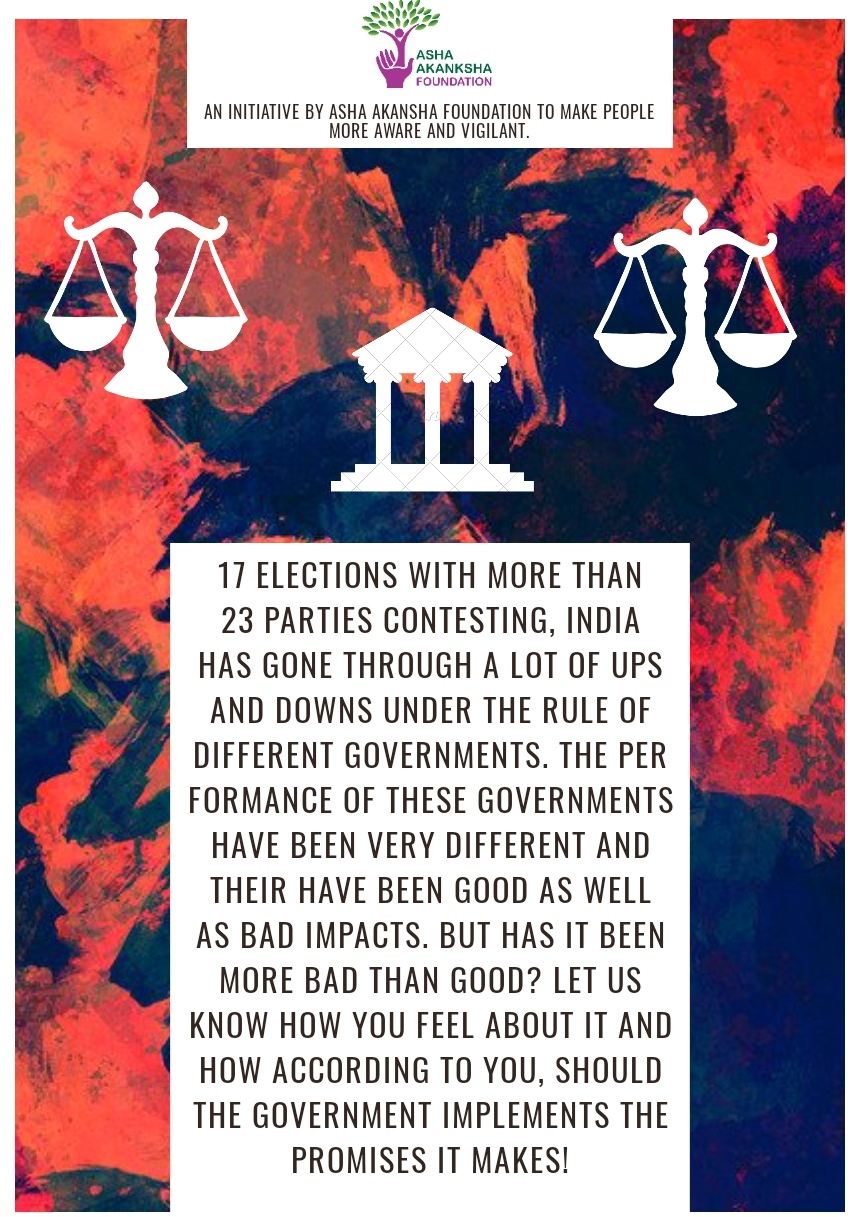 ASHA
AKANKSHA
FOUNDATION
AN INITIATIVE BY ASHA AKANSHA FOUNDATION TO MAKE PEOPLE
MORE AWARE AND VIGILANT.
17 ELECTIONS WITH MORE THAN
23 PARTIES CONTESTING, INDIA
HAS GONE THROUGH A LOT OF UPS
AND DOWNS UNDER THE RULE OF
DIFFERENT GOVERNMENTS. THE PER
FORMANCE OF THESE GOVERNMENTS
HAVE BEEN VERY DIFFERENT AND
THEIR HAVE BEEN GOOD AS WELL
AS BAD IMPACTS. BUT HAS IT BEEN
MORE BAD THAN GOOD? LET US
KNOW HOW YOU FEEL ABOUT IT AND
HOW ACCORDING TO YOU, SHOULD
THE GOVERNMENT IMPLEMENTS THE
PROMISES IT MAKES!